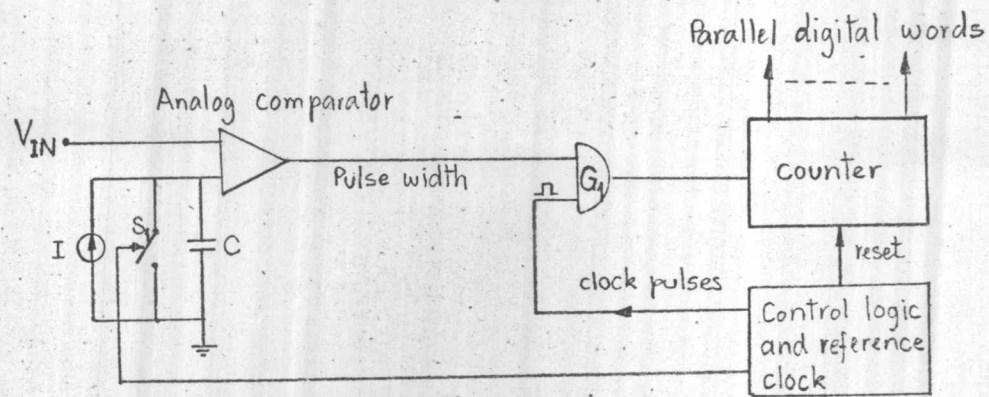 Parallel digital words
Analog comparator
V_IN
Pulse width
G1
counter
I
S1
C
reset
clock pulses
Control logic
and reference
clock